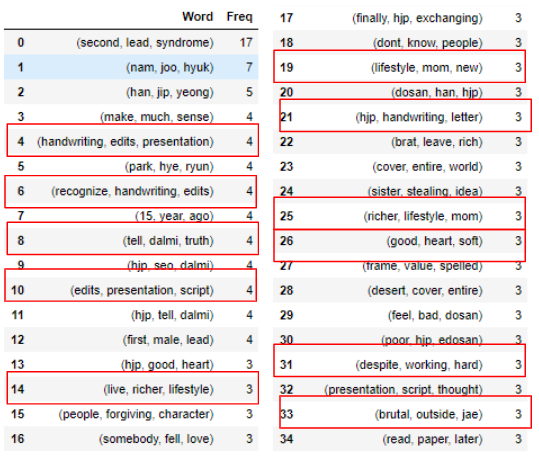 Word Freq
0 (second, lead, syndrome) 17
1 (nam, joo, hyuk) 7
2 (han, jip, yeong) 5
3 (make, much, sense) 4
4 (handwriting, edits, presentation) 4
5 (park, hye, ryun) 4
6 (recognize, handwriting, edits) 4
7 (15, year, ago) 4
8 (tell, dalmi, truth) 4
9 (hjp, seo, dalmi) 4
10 (edits, presentation, script) 4
11 (hjp, tell, dalmi) 4
12 (first, male, lead) 4
13 (hjp, good, heart) 3
14 (live, richer, lifestyle) 3
15 (people, forgiving, character) 3
16 (somebody, fell, love) 3
17 (finally, hjp, exchanging) 3
18 (dont, know, people) 3
19 (lifestyle, mom, new) 3
20 (dosan, han, hjp) 3
21 (hjp, handwriting, letter) 3
22 (brat, leave, rich) 3
23 (cover, entire, world) 3
24 (sister, stealing, idea) 3
25 (richer, lifestyle, mom) 3
26 (good, heart, soft) 3
27 (frame, value, spelled) 3
28 (desert, cover, entire) 3
29 (feel, bad, dosan) 3
30 (poor, hjp, edosan) 3
31 (despite, working, hard) 3
32 (presentation, script, thought) 3
33 (brutal, outside, jae) 3
34 (read, paper, later) 3